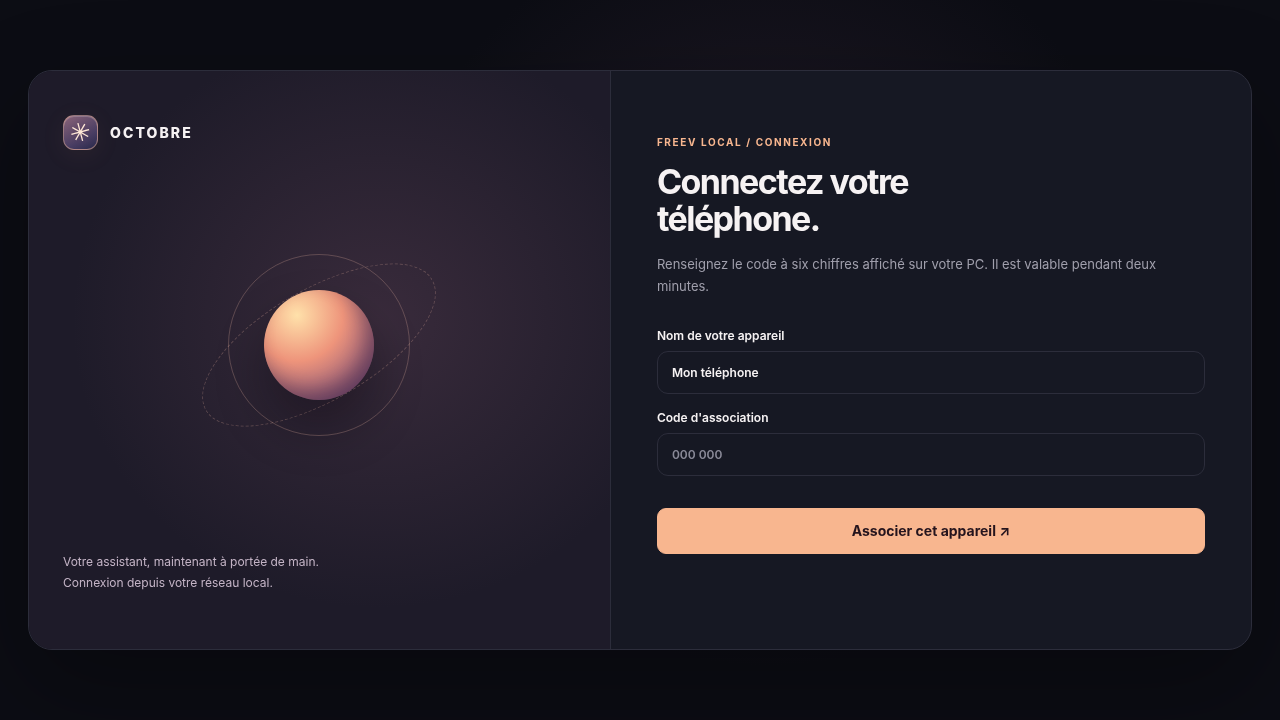 OCTOBRE
Votre assistant, maintenant à portée de main.
Connexion depuis votre réseau local.
FREEV LOCAL / CONNEXION
Connectez votre
téléphone.
Renseignez le code à six chiffres affiché sur votre PC. Il est valable pendant deux
minutes.
Nom de votre appareil
Mon téléphone
Code d'association
000 000
Associer cet appareil ↗